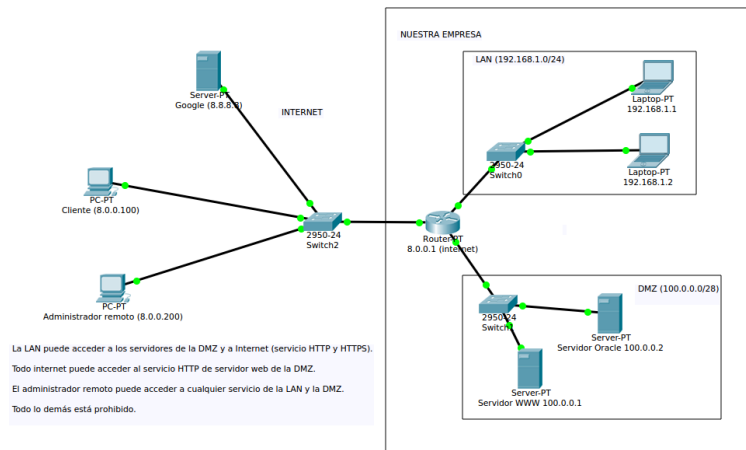 NUESTRA EMPRESA
LAN (192.168.1.0/24)
Server-PT
Google (8.8.8.8)
INTERNET
Laptop-PT
192.168.1.1
2950-24
Switch0
Laptop-PT
192.168.1.2
PC-PT
Cliente (8.0.0.100)
2950-24
Switch2
Router-PT
8.0.0.1 (internet)
PC-PT
Administrador remoto (8.0.0.200)
DMZ (100.0.0.0/28)
2950-24
Server-PT
Servidor Oracle 100.0.0.2
Server-PT
Servidor WWW 100.0.0.1
La LAN puede acceder a los servidores de la DMZ y a Internet (servicio HTTP y HTTPS).
Todo internet puede acceder al servicio HTTP de servidor web de la DMZ.
El administrador remoto puede acceder a cualquier servicio de la LAN y la DMZ.
Todo lo demás está prohibido.